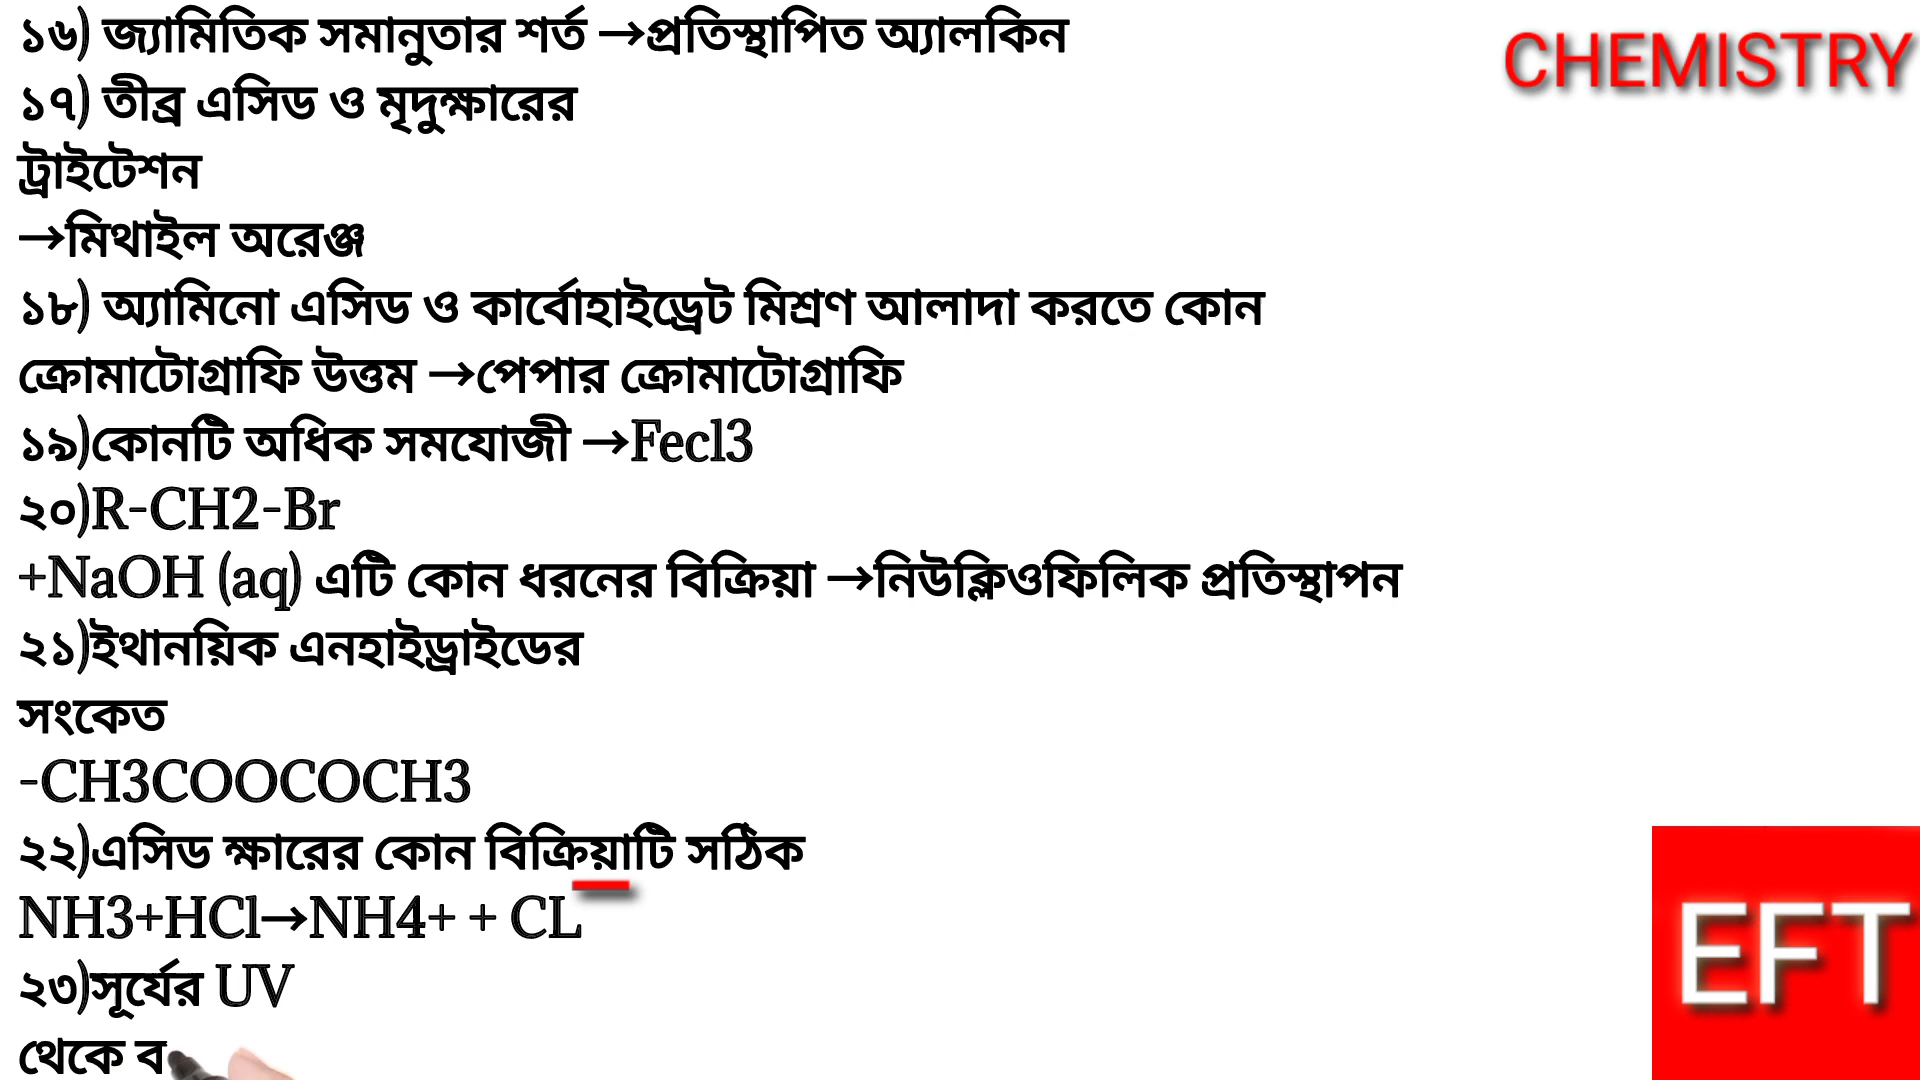 ১৬) জ্যামিতিক সমানুতার শর্ত →প্রতিস্থাপিত অ্যালকিন
CHEMISTRY
১৭) তীব্র এসিড ও মৃদুক্ষারের
ট্রাইটেশন
→মিথাইল অরেঞ্জ
১৮) অ্যামিনো এসিড ও কার্বোহাইড্রেট মিশ্রণ আলাদা করতে কোন
ক্রোমাটোগ্রাফি উত্তম →পেপার ক্রোমাটোগ্রাফি
১৯)কোনটি অধিক সমযোজী →Fecl3
২০)R-CH2-Br
+NaOH (aq) এটি কোন ধরনের বিক্রিয়া →নিউক্লিওফিলিক প্রতিস্থাপন
২১)ইথানয়িক এনহাইড্রাইডের
সংকেত
-CH3COOCOCH3
২২)এসিড ক্ষারের কোন বিক্রিয়াটি সঠিক
NH3+HCl→NH4+ + CL−
২৩)সূর্যের UV
থেকে ব
EFT